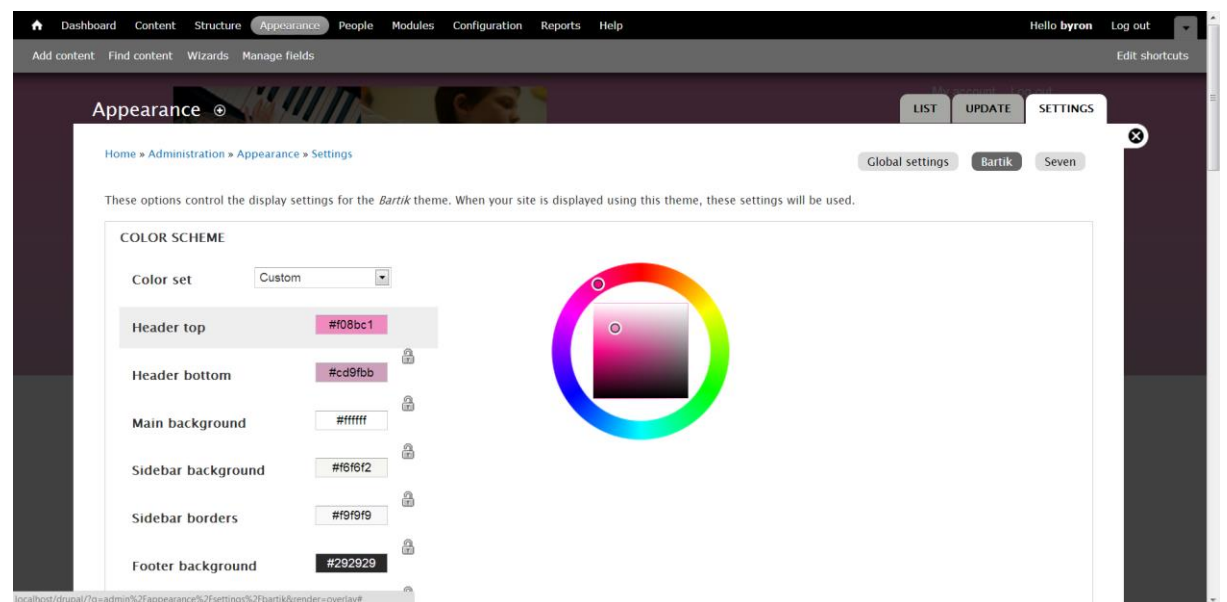 Dashboard Content Structure Appearance People Modules Configuration Reports Help Hello byron Log out
Add content Find content Wizards Manage fields Edit shortcuts
My account Log out
Appearance LIST UPDATE SETTINGS
Home » Administration » Appearance » Settings
Global settings Bartik Seven
These options control the display settings for the Bartik theme. When your site is displayed using this theme, these settings will be used.
COLOR SCHEME
Color set Custom
Header top #f08bc1
Header bottom #cd9fbb
Main background #ffffff
Sidebar background #f6f6f2
Sidebar borders #f9f9f9
Footer background #292929
localhost/drupal/?q=admin%2Fappearance%2Fsettings%2Fbartik&render=overlay#